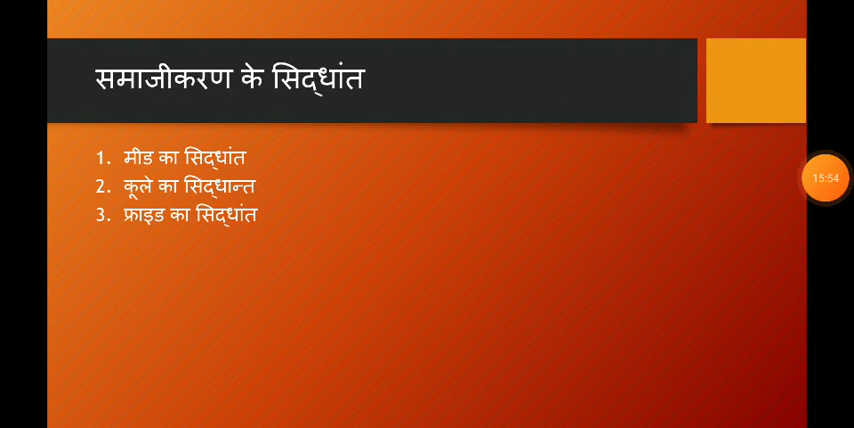 समाजीकरण के सिद्धांत
1. मीड का सिद्धांत
2. कूले का सिद्धान्त
3. फ्राइड का सिद्धांत
15:54